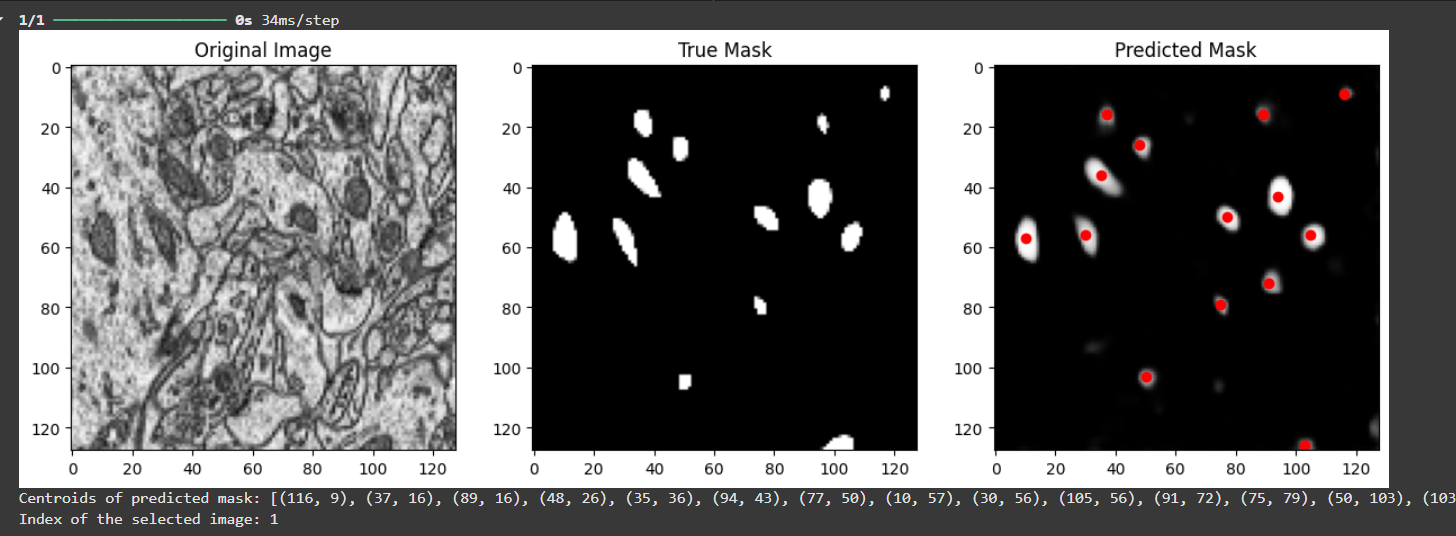 1/1 0s 34ms/step
Original Image
0
20
40
60
80
100
120
0 20 40 60 80 100 120
True Mask
0
20
40
60
80
100
120
0 20 40 60 80 100 120
Predicted Mask
0
20
40
60
80
100
120
0 20 40 60 80 100 120
Centroids of predicted mask: [(116, 9), (37, 16), (89, 16), (48, 26), (35, 36), (94, 43), (77, 50), (10, 57), (30, 56), (105, 56), (91, 72), (75, 79), (50, 103), (103
Index of the selected image: 1